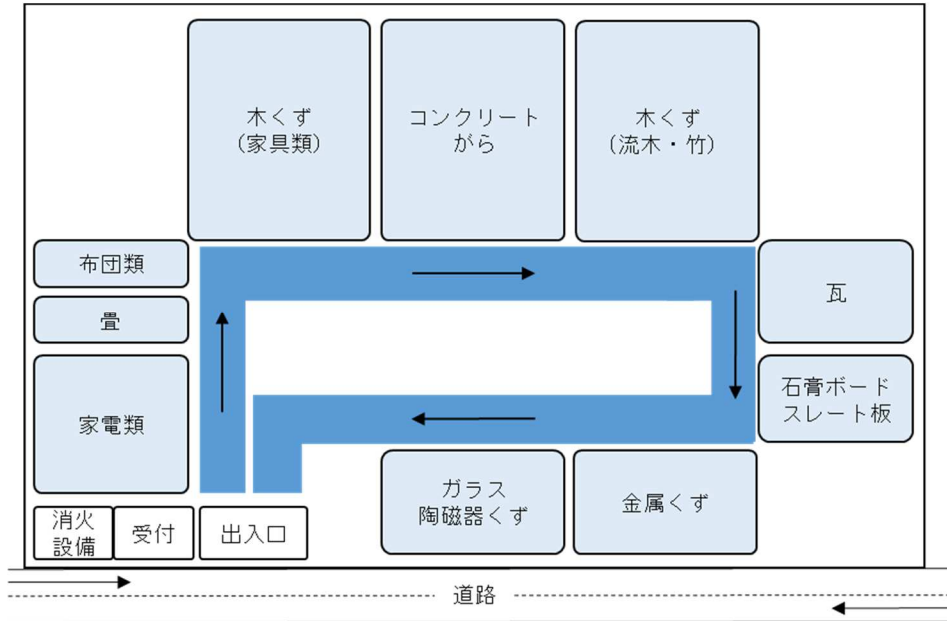 木くず
(家具類)
コンクリート
がら
木くず
(流木・竹)
布団類
畳
家電類
瓦
石膏ボード
スレート板
ガラス
陶磁器くず
金属くず
消火
設備
受付
出入口
道路